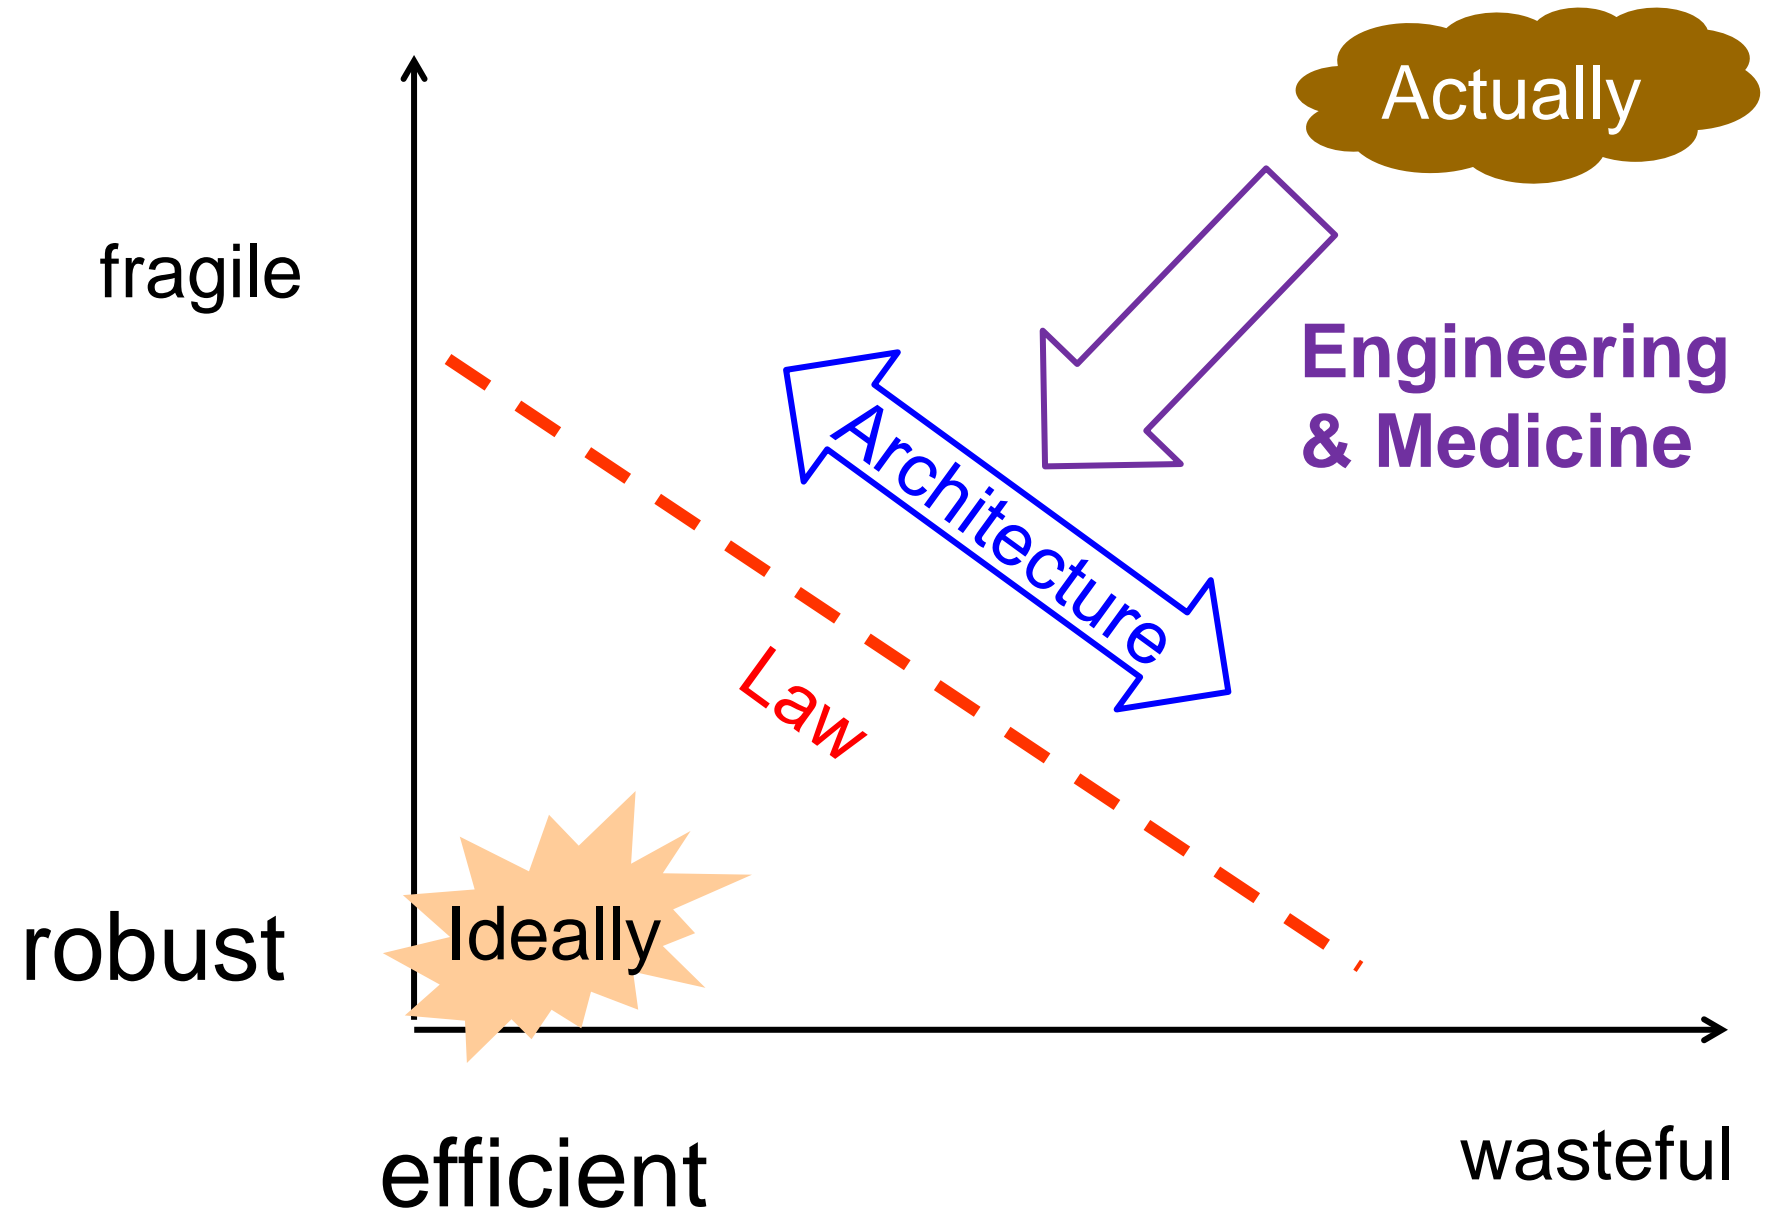 Actually
fragile
Engineering
& Medicine
Architecture
Law
Ideally
robust
efficient
wasteful